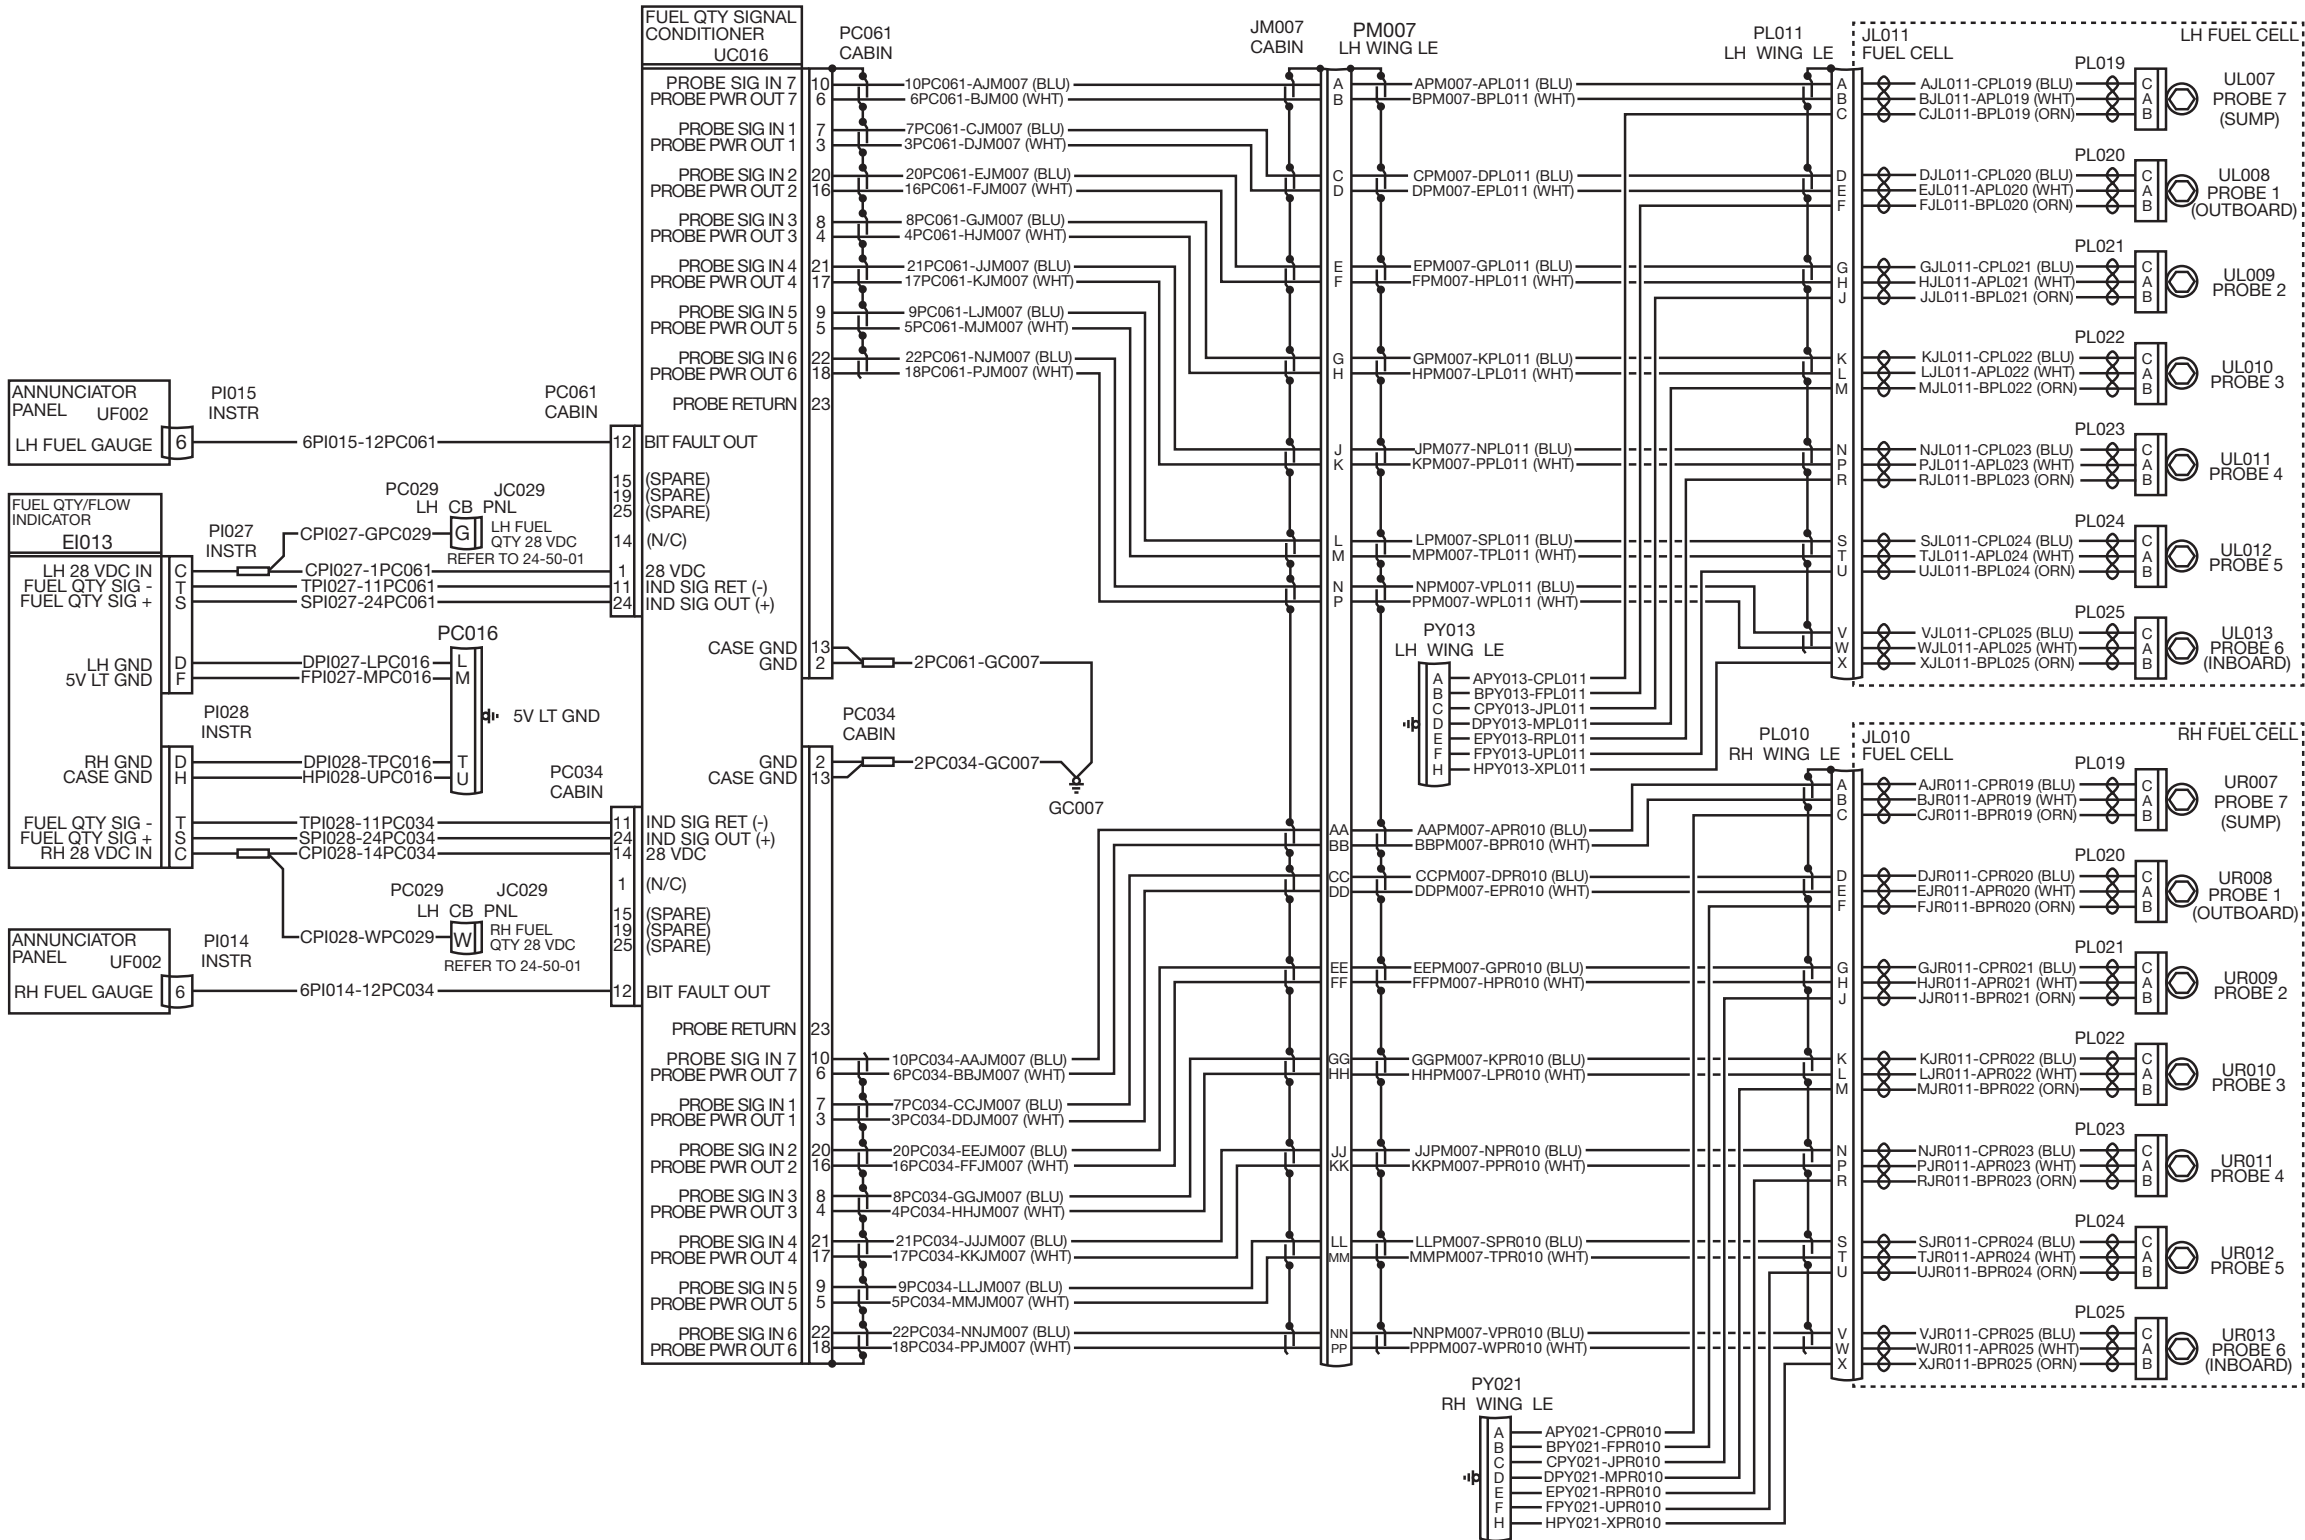 FUEL QTY SIGNAL
CONDITIONER
UC016
PC061
CABIN
JM007
CABIN
PM007
LH WING LE
PL011
LH WING LE
JL011
FUEL CELL
LH FUEL CELL
PROBE SIG IN 7 10 10PC061-AJM007 (BLU) A APM007-APL011 (BLU) A AJL011-CPL019 (BLU) C
PROBE PWR OUT 7 6 6PC061-BJM00 (WHT) B BPM007-BPL011 (WHT) B BJL011-APL019 (WHT) A
C CJL011-BPL019 (ORN) B
PL019
UL007
PROBE 7
(SUMP)
PROBE SIG IN 1 7 7PC061-CJM007 (BLU)
PROBE PWR OUT 1 3 3PC061-DJM007 (WHT)
C CPM007-DPL011 (BLU) D DJL011-CPL020 (BLU) C
D DPM007-EPL011 (WHT) E EJL011-APL020 (WHT) A
F FJL011-BPL020 (ORN) B
PL020
UL008
PROBE 1
(OUTBOARD)
PROBE SIG IN 2 20 20PC061-EJM007 (BLU)
PROBE PWR OUT 2 16 16PC061-FJM007 (WHT)
PROBE SIG IN 3 8 8PC061-GJM007 (BLU)
PROBE PWR OUT 3 4 4PC061-HJM007 (WHT)
E EPM007-GPL011 (BLU) G GJL011-CPL021 (BLU) C
F FPM007-HPL011 (WHT) H HJL011-APL021 (WHT) A
J JJL011-BPL021 (ORN) B
PL021
UL009
PROBE 2
PROBE SIG IN 4 21 21PC061-JJM007 (BLU)
PROBE PWR OUT 4 17 17PC061-KJM007 (WHT)
PROBE SIG IN 5 9 9PC061-LJM007 (BLU)
PROBE PWR OUT 5 5 5PC061-MJM007 (WHT)
PROBE SIG IN 6 22 22PC061-NJM007 (BLU)
PROBE PWR OUT 6 18 18PC061-PJM007 (WHT)
G GPM007-KPL011 (BLU) K KJL011-CPL022 (BLU) C
H HPM007-LPL011 (WHT) L LJL011-APL022 (WHT) A
M MJL011-BPL022 (ORN) B
PL022
UL010
PROBE 3
PROBE RETURN 23
J JPM077-NPL011 (BLU) N NJL011-CPL023 (BLU) C
K KPM007-PPL011 (WHT) P PJL011-APL023 (WHT) A
R RJL011-BPL023 (ORN) B
PL023
UL011
PROBE 4
L LPM007-SPL011 (BLU) S SJL011-CPL024 (BLU) C
M MPM007-TPL011 (WHT) T TJL011-APL024 (WHT) A
U UJL011-BPL024 (ORN) B
PL024
UL012
PROBE 5
N NPM007-VPL011 (BLU) V VJL011-CPL025 (BLU) C
P PPM007-WPL011 (WHT) W WJL011-APL025 (WHT) A
X XJL011-BPL025 (ORN) B
PL025
UL013
PROBE 6
(INBOARD)
ANNUNCIATOR
PANEL UF002
LH FUEL GAUGE 6
PI015
INSTR
6PI015-12PC061
PC061
CABIN
12 BIT FAULT OUT
15 (SPARE)
19 (SPARE)
25 (SPARE)
14 (N/C)
1 28 VDC
11 IND SIG RET (-)
24 IND SIG OUT (+)
FUEL QTY/FLOW
INDICATOR
EI013
PI027
INSTR
PC029 JC029
LH CB PNL
CPI027-GPC029 G LH FUEL
QTY 28 VDC
REFER TO 24-50-01
LH 28 VDC IN C CPI027-1PC061
FUEL QTY SIG - T TPI027-11PC061
FUEL QTY SIG + S SPI027-24PC061
PC016
LH GND D DPI027-LPC016 L
5V LT GND F FPI027-MPC016 M
PI028
INSTR
5V LT GND
RH GND D DPI028-TPC016 T
CASE GND H HPI028-UPC016 U
CASE GND 13
GND 2 2PC061-GC007
PC034
CABIN
GND 2 2PC034-GC007
CASE GND 13
GC007
PC034
CABIN
FUEL QTY SIG - T TPI028-11PC034 11 IND SIG RET (-)
FUEL QTY SIG + S SPI028-24PC034 24 IND SIG OUT (+)
RH 28 VDC IN C CPI028-14PC034 14 28 VDC
1 (N/C)
15 (SPARE)
19 (SPARE)
25 (SPARE)
PC029 JC029
LH CB PNL
CPI028-WPC029 W RH FUEL
QTY 28 VDC
REFER TO 24-50-01
ANNUNCIATOR
PANEL UF002
RH FUEL GAUGE 6
PI014
INSTR
6PI014-12PC034
12 BIT FAULT OUT
PROBE RETURN 23
PY013
LH WING LE
A APY013-CPL011
B BPY013-FPL011
C CPY013-JPL011
D DPY013-MPL011
E EPY013-RPL011
F FPY013-UPL011
H HPY013-XPL011
PL010
RH WING LE
JL010
FUEL CELL
RH FUEL CELL
PROBE SIG IN 7 10 10PC034-AAJM007 (BLU)
PROBE PWR OUT 7 6 6PC034-BBJM007 (WHT)
PROBE SIG IN 1 7 7PC034-CCJM007 (BLU)
PROBE PWR OUT 1 3 3PC034-DDJM007 (WHT)
PROBE SIG IN 2 20 20PC034-EEJM007 (BLU)
PROBE PWR OUT 2 16 16PC034-FFJM007 (WHT)
PROBE SIG IN 3 8 8PC034-GGJM007 (BLU)
PROBE PWR OUT 3 4 4PC034-HHJM007 (WHT)
PROBE SIG IN 4 21 21PC034-JJJM007 (BLU)
PROBE PWR OUT 4 17 17PC034-KKJM007 (WHT)
PROBE SIG IN 5 9 9PC034-LLJM007 (BLU)
PROBE PWR OUT 5 5 5PC034-MMJM007 (WHT)
PROBE SIG IN 6 22 22PC034-NNJM007 (BLU)
PROBE PWR OUT 6 18 18PC034-PPJM007 (WHT)
AA AAPM007-APR010 (BLU) A AJR011-CPR019 (BLU) C
BB BBPM007-BPR010 (WHT) B BJR011-APR019 (WHT) A
C CJR011-BPR019 (ORN) B
PL019
UR007
PROBE 7
(SUMP)
CC CCPM007-DPR010 (BLU) D DJR011-CPR020 (BLU) C
DD DDPM007-EPR010 (WHT) E EJR011-APR020 (WHT) A
F FJR011-BPR020 (ORN) B
PL020
UR008
PROBE 1
(OUTBOARD)
EE EEPM007-GPR010 (BLU) G GJR011-CPR021 (BLU) C
FF FFPM007-HPR010 (WHT) H HJR011-APR021 (WHT) A
J JJR011-BPR021 (ORN) B
PL021
UR009
PROBE 2
GG GGPM007-KPR010 (BLU) K KJR011-CPR022 (BLU) C
HH HHPM007-LPR010 (WHT) L LJR011-APR022 (WHT) A
M MJR011-BPR022 (ORN) B
PL022
UR010
PROBE 3
JJ JJPM007-NPR010 (BLU) N NJR011-CPR023 (BLU) C
KK KKPM007-PPR010 (WHT) P PJR011-APR023 (WHT) A
R RJR011-BPR023 (ORN) B
PL023
UR011
PROBE 4
LL LLPM007-SPR010 (BLU) S SJR011-CPR024 (BLU) C
MM MMPM007-TPR010 (WHT) T TJR011-APR024 (WHT) A
U UJR011-BPR024 (ORN) B
PL024
UR012
PROBE 5
NN NNPM007-VPR010 (BLU) V VJR011-CPR025 (BLU) C
PP PPPM007-WPR010 (WHT) W WJR011-APR025 (WHT) A
X XJR011-BPR025 (ORN) B
PL025
UR013
PROBE 6
(INBOARD)
PY021
RH WING LE
A APY021-CPR010
B BPY021-FPR010
C CPY021-JPR010
D DPY021-MPR010
E EPY021-RPR010
F FPY021-UPR010
H HPY021-XPR010